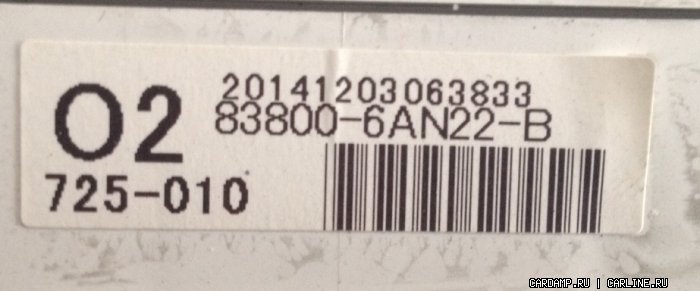 20141203063833
O2 83800-6AN22-B
725-010
CARDAMP.RU | CARLINE.RU